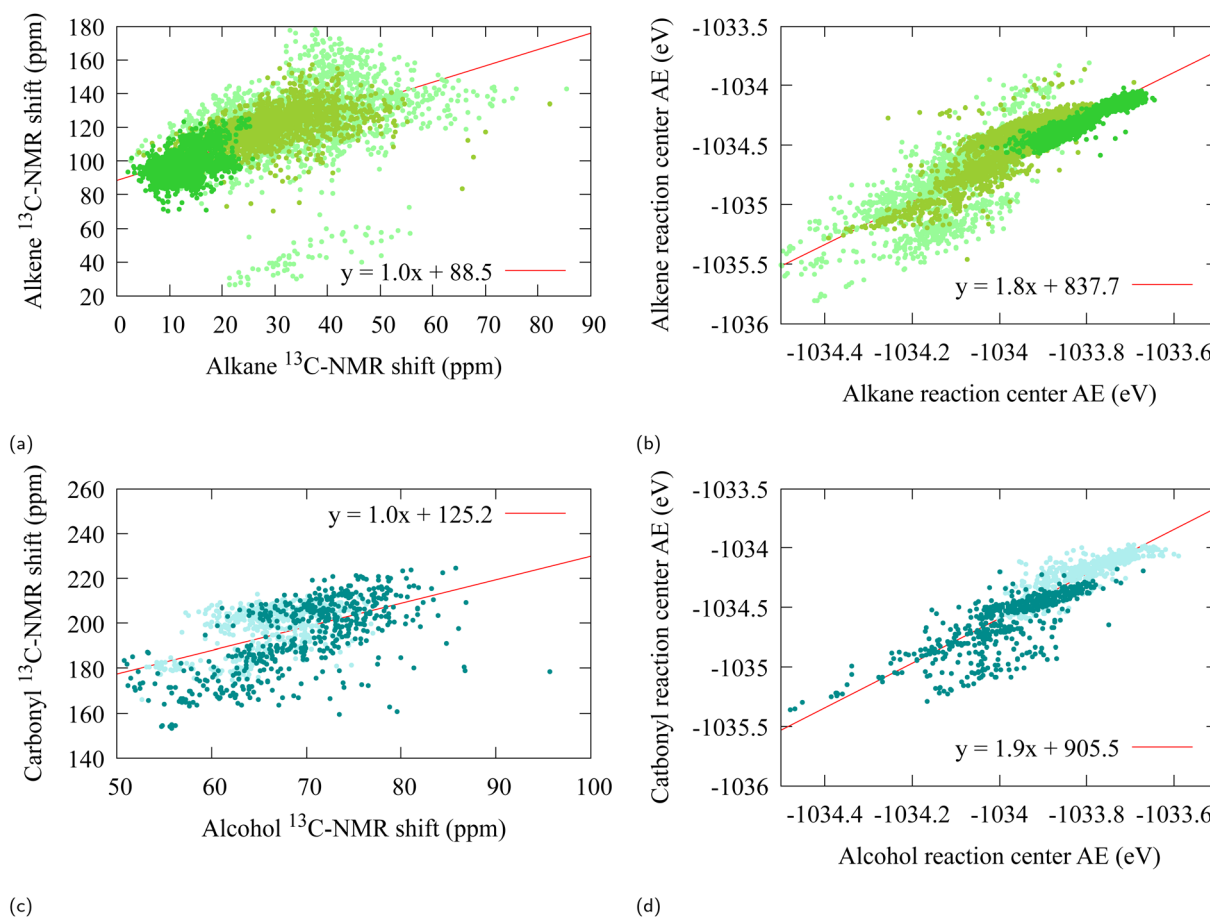 180
160
140
120
100
80
60
40
20
Alkene ¹³C-NMR shift (ppm)
y = 1.0x + 88.5
0 10 20 30 40 50 60 70 80 90
Alkane ¹³C-NMR shift (ppm)
(a)
-1033.5
-1034
-1034.5
-1035
-1035.5
-1036
Alkene reaction center AE (eV)
y = 1.8x + 837.7
-1034.4 -1034.2 -1034 -1033.8 -1033.6
Alkane reaction center AE (eV)
(b)
260
240
220
200
180
160
140
Carbonyl ¹³C-NMR shift (ppm)
y = 1.0x + 125.2
50 60 70 80 90 100
Alcohol ¹³C-NMR shift (ppm)
(c)
-1033.5
-1034
-1034.5
-1035
-1035.5
-1036
Catbonyl reaction center AE (eV)
y = 1.9x + 905.5
-1034.4 -1034.2 -1034 -1033.8 -1033.6
Alcohol reaction center AE (eV)
(d)